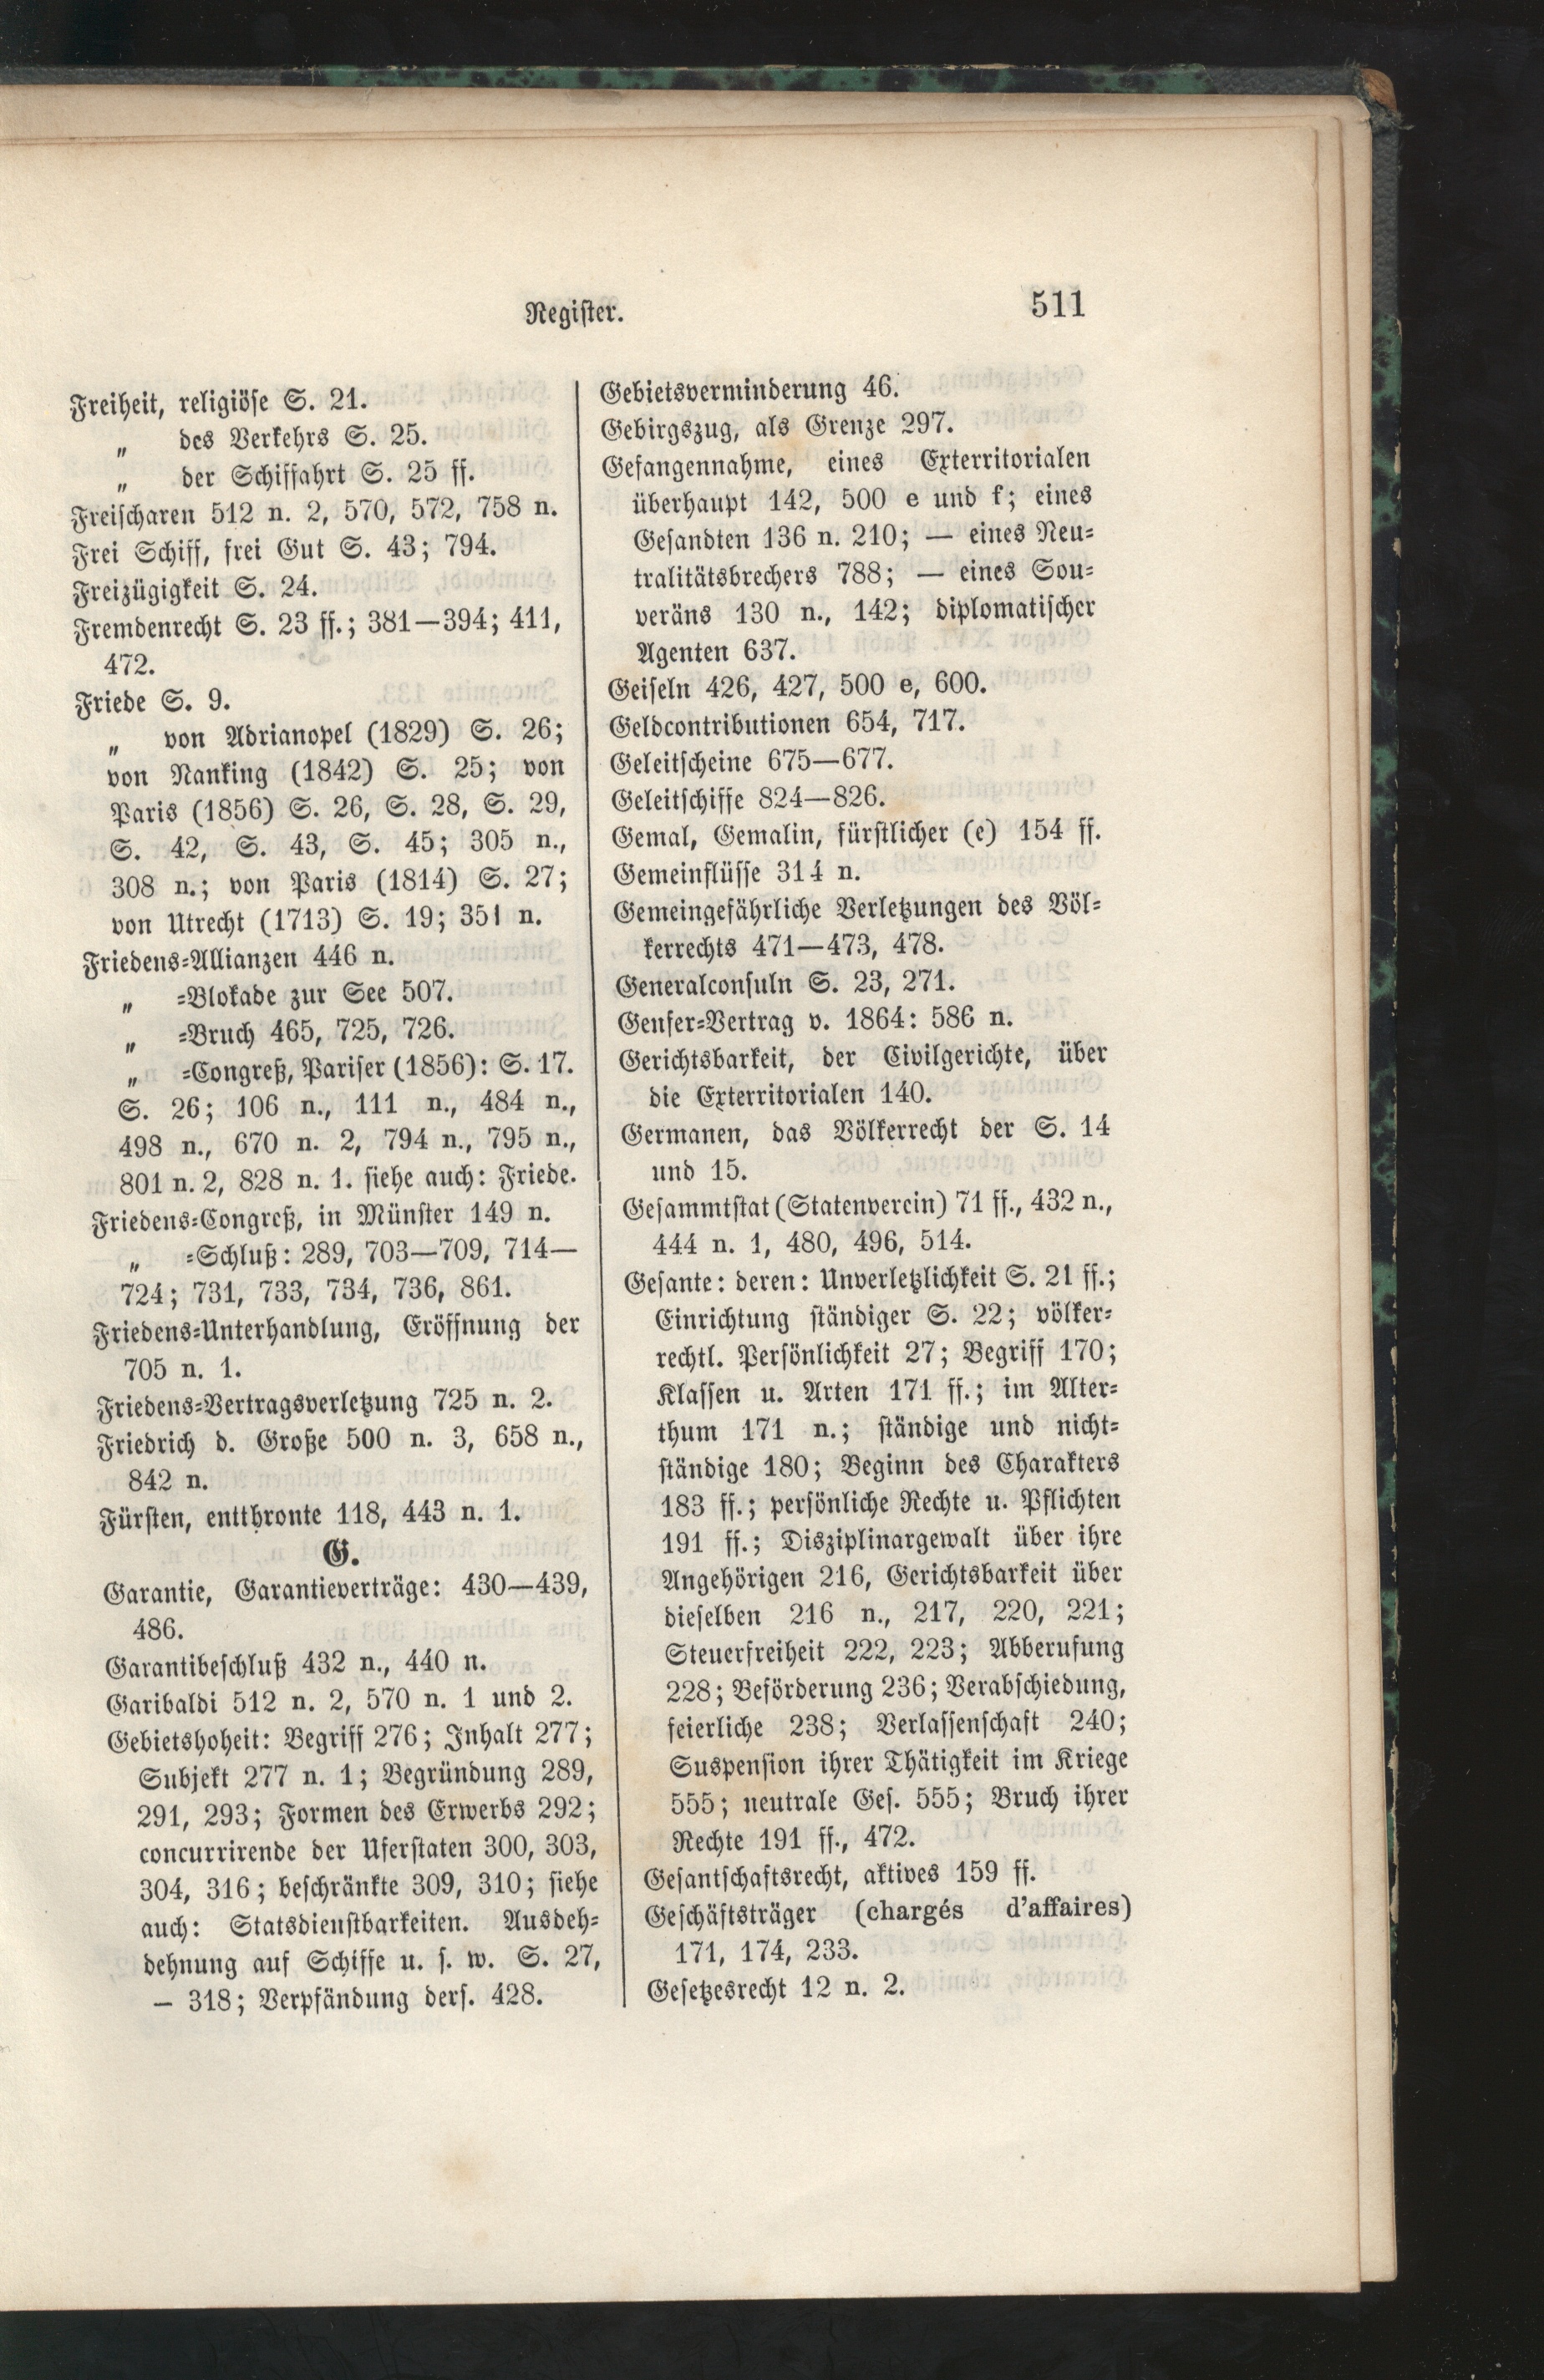 Register.
511
Freiheit, religiöse S. 21.
„ des Verkehrs S. 25.
„ der Schiffahrt S. 25 ff.
Freischaren 512 n. 2, 570, 572, 758 n.
Frei Schiff, frei Gut S. 43; 794.
Freizügigkeit S. 24.
Fremdenrecht S. 23 ff.; 381—394; 411,
472.
Friede S. 9.
„ von Adrianopel (1829) S. 26;
von Nanking (1842) S. 25; von
Paris (1856) S. 26, S. 28, S. 29,
S. 42, S. 43, S. 45; 305 n.,
308 n.; von Paris (1814) S. 27;
von Utrecht (1713) S. 19; 351 n.
Friedens=Allianzen 446 n.
„ =Blokade zur See 507.
„ =Bruch 465, 725, 726.
„ =Congreß, Pariser (1856): S. 17.
S. 26; 106 n., 111 n., 484 n.,
498 n., 670 n. 2, 794 n., 795 n.,
801 n. 2, 828 n. 1. siehe auch: Friede.
Friedens=Congreß, in Münster 149 n.
„ =Schluß: 289, 703—709, 714—
724; 731, 733, 734, 736, 861.
Friedens=Unterhandlung, Eröffnung der
705 n. 1.
Friedens=Vertragsverletzung 725 n. 2.
Friedrich d. Große 500 n. 3, 658 n.,
842 n.
Fürsten, entthronte 118, 443 n. 1.
G.
Garantie, Garantieverträge: 430—439,
486.
Garantibeschluß 432 n., 440 n.
Garibaldi 512 n. 2, 570 n. 1 und 2.
Gebietshoheit: Begriff 276; Inhalt 277;
Subjekt 277 n. 1; Begründung 289,
291, 293; Formen des Erwerbs 292;
concurrirende der Uferstaten 300, 303,
304, 316; beschränkte 309, 310; siehe
auch: Statsdienstbarkeiten. Ausdeh=
dehnung auf Schiffe u. s. w. S. 27,
— 318; Verpfändung ders. 428.
Gebietsverminderung 46.
Gebirgszug, als Grenze 297.
Gefangennahme, eines Exterritorialen
überhaupt 142, 500 e und f; eines
Gesandten 136 n. 210; — eines Neu=
tralitätsbrechers 788; — eines Sou=
veräns 130 n., 142; diplomatischer
Agenten 637.
Geiseln 426, 427, 500 e, 600.
Geldcontributionen 654, 717.
Geleitscheine 675—677.
Geleitschiffe 824—826.
Gemal, Gemalin, fürstlicher (e) 154 ff.
Gemeinflüsse 314 n.
Gemeingefährliche Verletzungen des Völ=
kerrechts 471—473, 478.
Generalconsuln S. 23, 271.
Genfer=Vertrag v. 1864: 586 n.
Gerichtsbarkeit, der Civilgerichte, über
die Exterritorialen 140.
Germanen, das Völkerrecht der S. 14
und 15.
Gesammtstat (Statenverein) 71 ff., 432 n.,
444 n. 1, 480, 496, 514.
Gesante: deren: Unverletzlichkeit S. 21 ff.;
Einrichtung ständiger S. 22; völker=
rechtl. Persönlichkeit 27; Begriff 170;
Klassen u. Arten 171 ff.; im Alter=
thum 171 n.; ständige und nicht=
ständige 180; Beginn des Charakters
183 ff.; persönliche Rechte u. Pflichten
191 ff.; Disziplinargewalt über ihre
Angehörigen 216, Gerichtsbarkeit über
dieselben 216 n., 217, 220, 221;
Steuerfreiheit 222, 223; Abberufung
228; Beförderung 236; Verabschiedung,
feierliche 238; Verlassenschaft 240;
Suspension ihrer Thätigkeit im Kriege
555; neutrale Ges. 555; Bruch ihrer
Rechte 191 ff., 472.
Gesantschaftsrecht, aktives 159 ff.
Geschäftsträger (chargés d'affaires)
171, 174, 233.
Gesetzesrecht 12 n. 2.